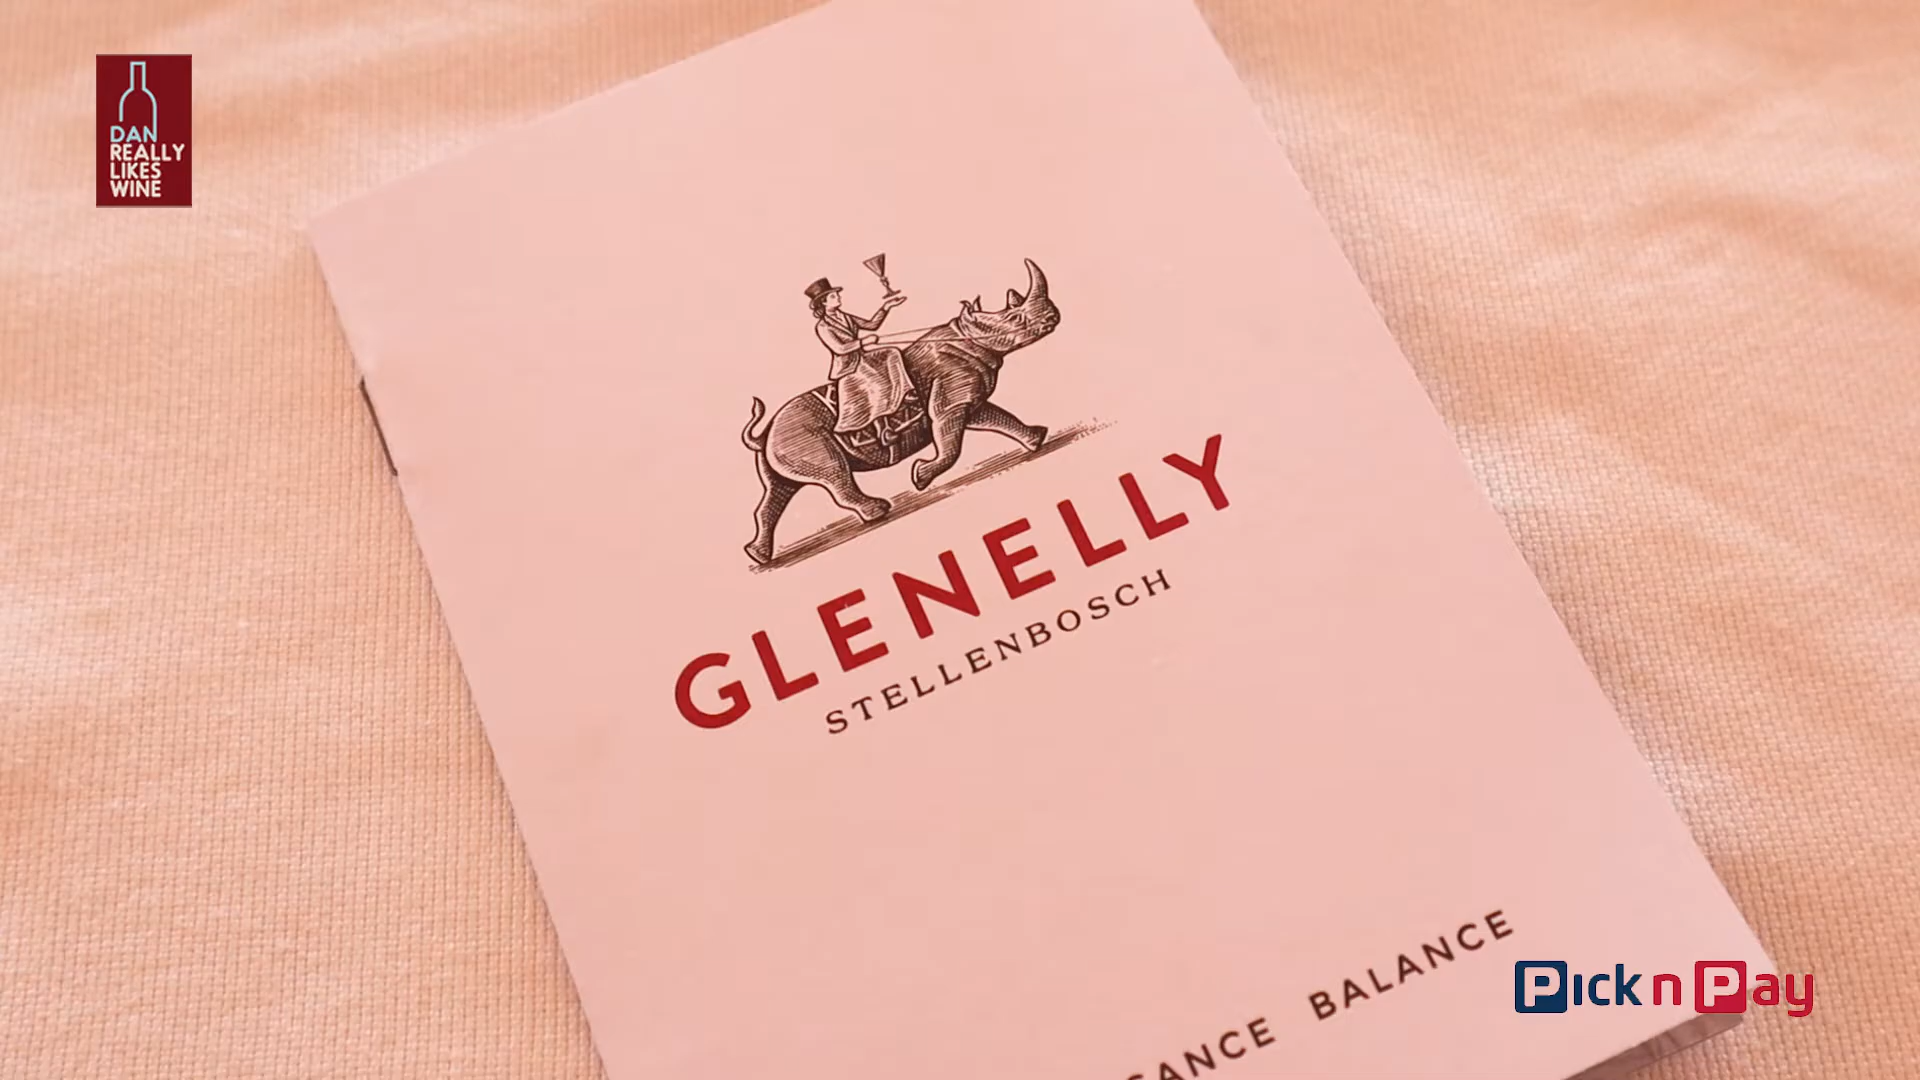 DAN
REALLY
LIKES
WINE
GLENELLY
STELLENBOSCH
BALANCE
Pick n Pay